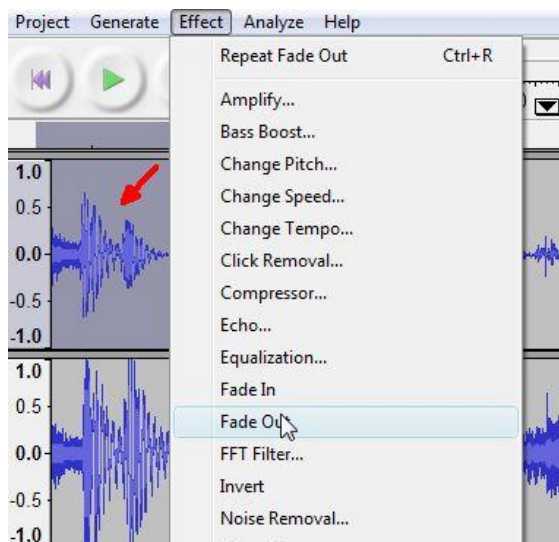 Project Generate Effect Analyze Help
Repeat Fade Out Ctrl+R
Amplify...
Bass Boost...
Change Pitch...
Change Speed...
Change Tempo...
Click Removal...
Compressor...
Echo...
Equalization...
Fade In
Fade Out
FFT Filter...
Invert
Noise Removal...
1.0
0.5
0.0
-0.5
-1.0
1.0
0.5
0.0
-0.5
-1.0